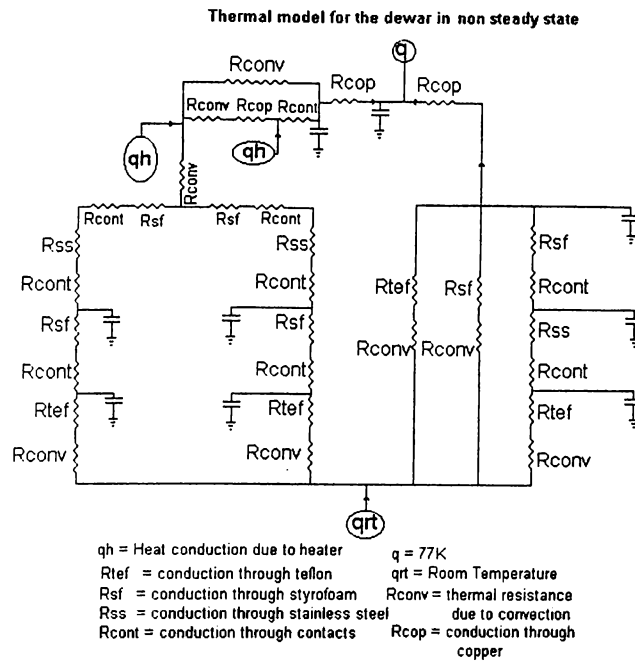 Thermal model for the dewar in non steady state
q
Rconv
Rcop
Rcop
Rconv Rcop Rcont
qh
qh
Rconv
Rcont Rsf Rsf Rcont
Rss
Rss
Rsf
Rcont
Rcont
Rtef
Rsf
Rcont
Rsf
Rsf
Rss
Rconv
Rconv
Rcont
Rcont
Rcont
Rtef
Rtef
Rtef
Rconv
Rconv
Rconv
qrt
qh = Heat conduction due to heater
Rtef = conduction through teflon
Rsf = conduction through styrofoam
Rss = conduction through stainless steel
Rcont = conduction through contacts
q = 77K
qrt = Room Temperature
Rconv = thermal resistance
due to convection
Rcop = conduction through
copper